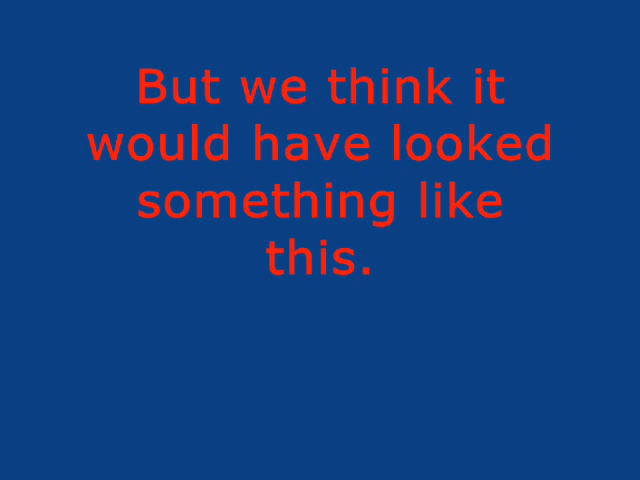 But we think it
would have looked
something like
this.